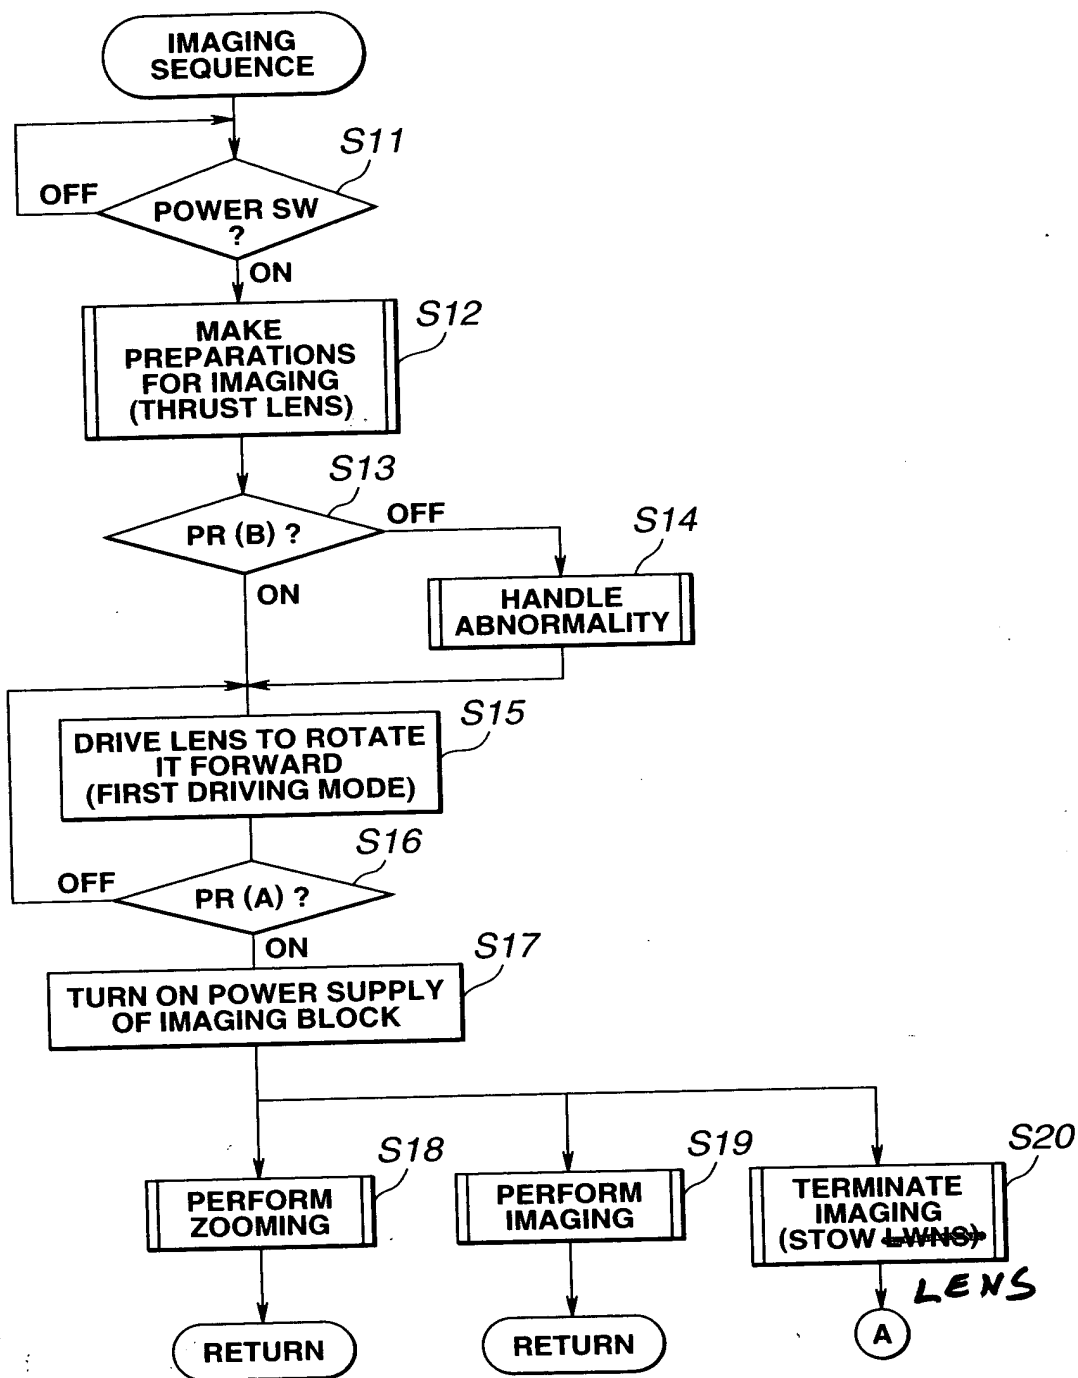 IMAGING
SEQUENCE
S11
OFF
POWER SW
?
ON
S12
MAKE
PREPARATIONS
FOR IMAGING
(THRUST LENS)
S13
PR (B) ?
OFF
ON
S14
HANDLE
ABNORMALITY
S15
DRIVE LENS TO ROTATE
IT FORWARD
(FIRST DRIVING MODE)
S16
OFF
PR (A) ?
ON
S17
TURN ON POWER SUPPLY
OF IMAGING BLOCK
S18
PERFORM
ZOOMING
RETURN
S19
PERFORM
IMAGING
RETURN
S20
TERMINATE
IMAGING
(STOW LWNS)
LENS
A